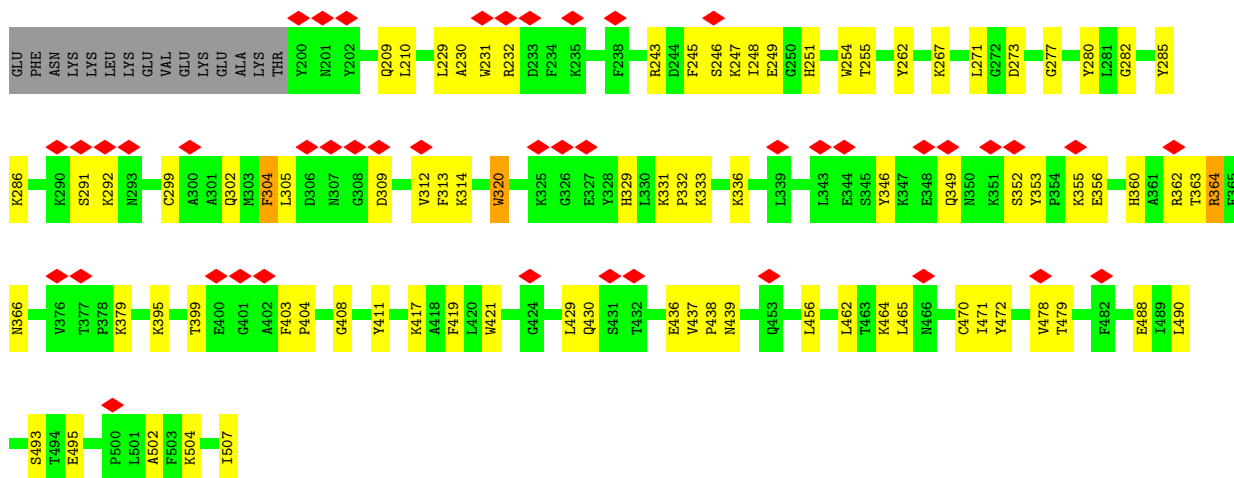 GLU PHE ASN LYS LYS LEU LYS GLU VAL GLU LYS GLU ALA LYS THR Y200 N201 Y202 Q209 L210 L229 A230 W231 R232 D233 F234 K235 F238 R243 D244 F245 S246 K247 I248 E249 G250 H251 W254 T255 Y262 K267 L271 G272 D273 G277 Y280 L281 G282 Y285
K286 K290 S291 K292 N293 C299 A300 A301 Q302 M303 F304 L305 D306 N307 G308 D309 V312 F313 K314 W320 K325 G326 E327 Y328 H329 L330 K331 P332 K333 K336 L339 L343 E344 S345 Y346 K347 E348 Q349 N350 K351 S352 Y353 P354 K355 E356 H360 A361 R362 T363 R364 F365
N366 V376 T377 P378 K379 K395 T399 E400 G401 A402 F403 P404 G408 Y411 K417 A418 F419 L420 W421 G424 L429 Q430 S431 T432 E436 V437 P438 N439 Q453 L456 L462 T463 K464 L465 N466 C470 I471 Y472 V478 T479 F482 E488 I489 L490
S493 T494 E495 P500 L501 A502 F503 K504 I507